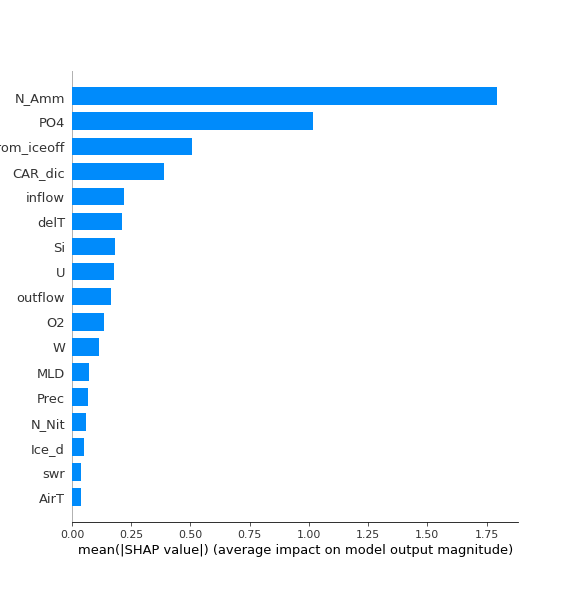 N_Amm
PO4
rom_iceoff
CAR_dic
inflow
delT
Si
U
outflow
O2
W
MLD
Prec
N_Nit
Ice_d
swr
AirT
0.00 0.25 0.50 0.75 1.00 1.25 1.50 1.75
mean(|SHAP value|) (average impact on model output magnitude)